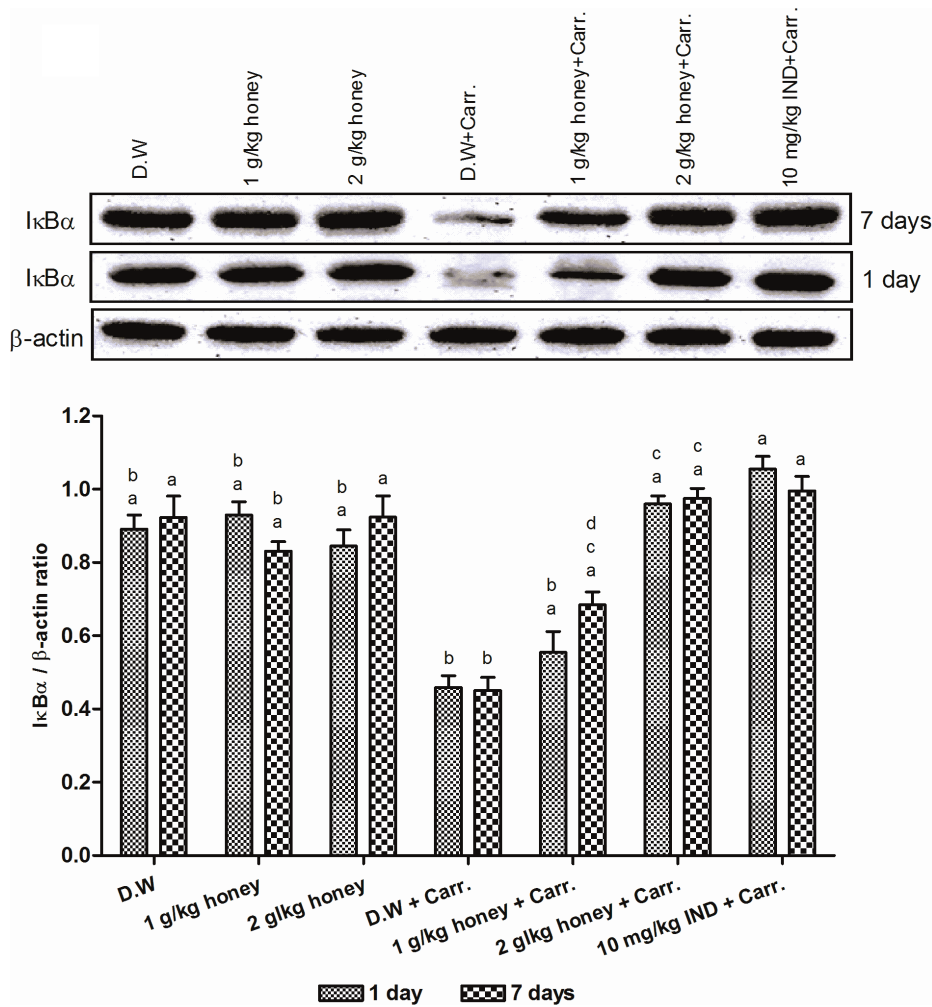 D.W
1 g/kg honey
2 g/kg honey
D.W+Carr.
1 g/kg honey+Carr.
2 g/kg honey+Carr.
10 mg/kg IND+Carr.
IκBα
7 days
IκBα
1 day
β-actin
IκBα / β-actin ratio
1.2
1.0
0.8
0.6
0.4
0.2
0.0
b
a
a
b
a
b
a
b
a
a
b
b
b
a
d
c
a
c
a
c
a
a
a
D.W
1 g/kg honey
2 glkg honey
D.W + Carr.
1 g/kg honey + Carr.
2 glkg honey + Carr.
10 mg/kg IND + Carr.
1 day
7 days